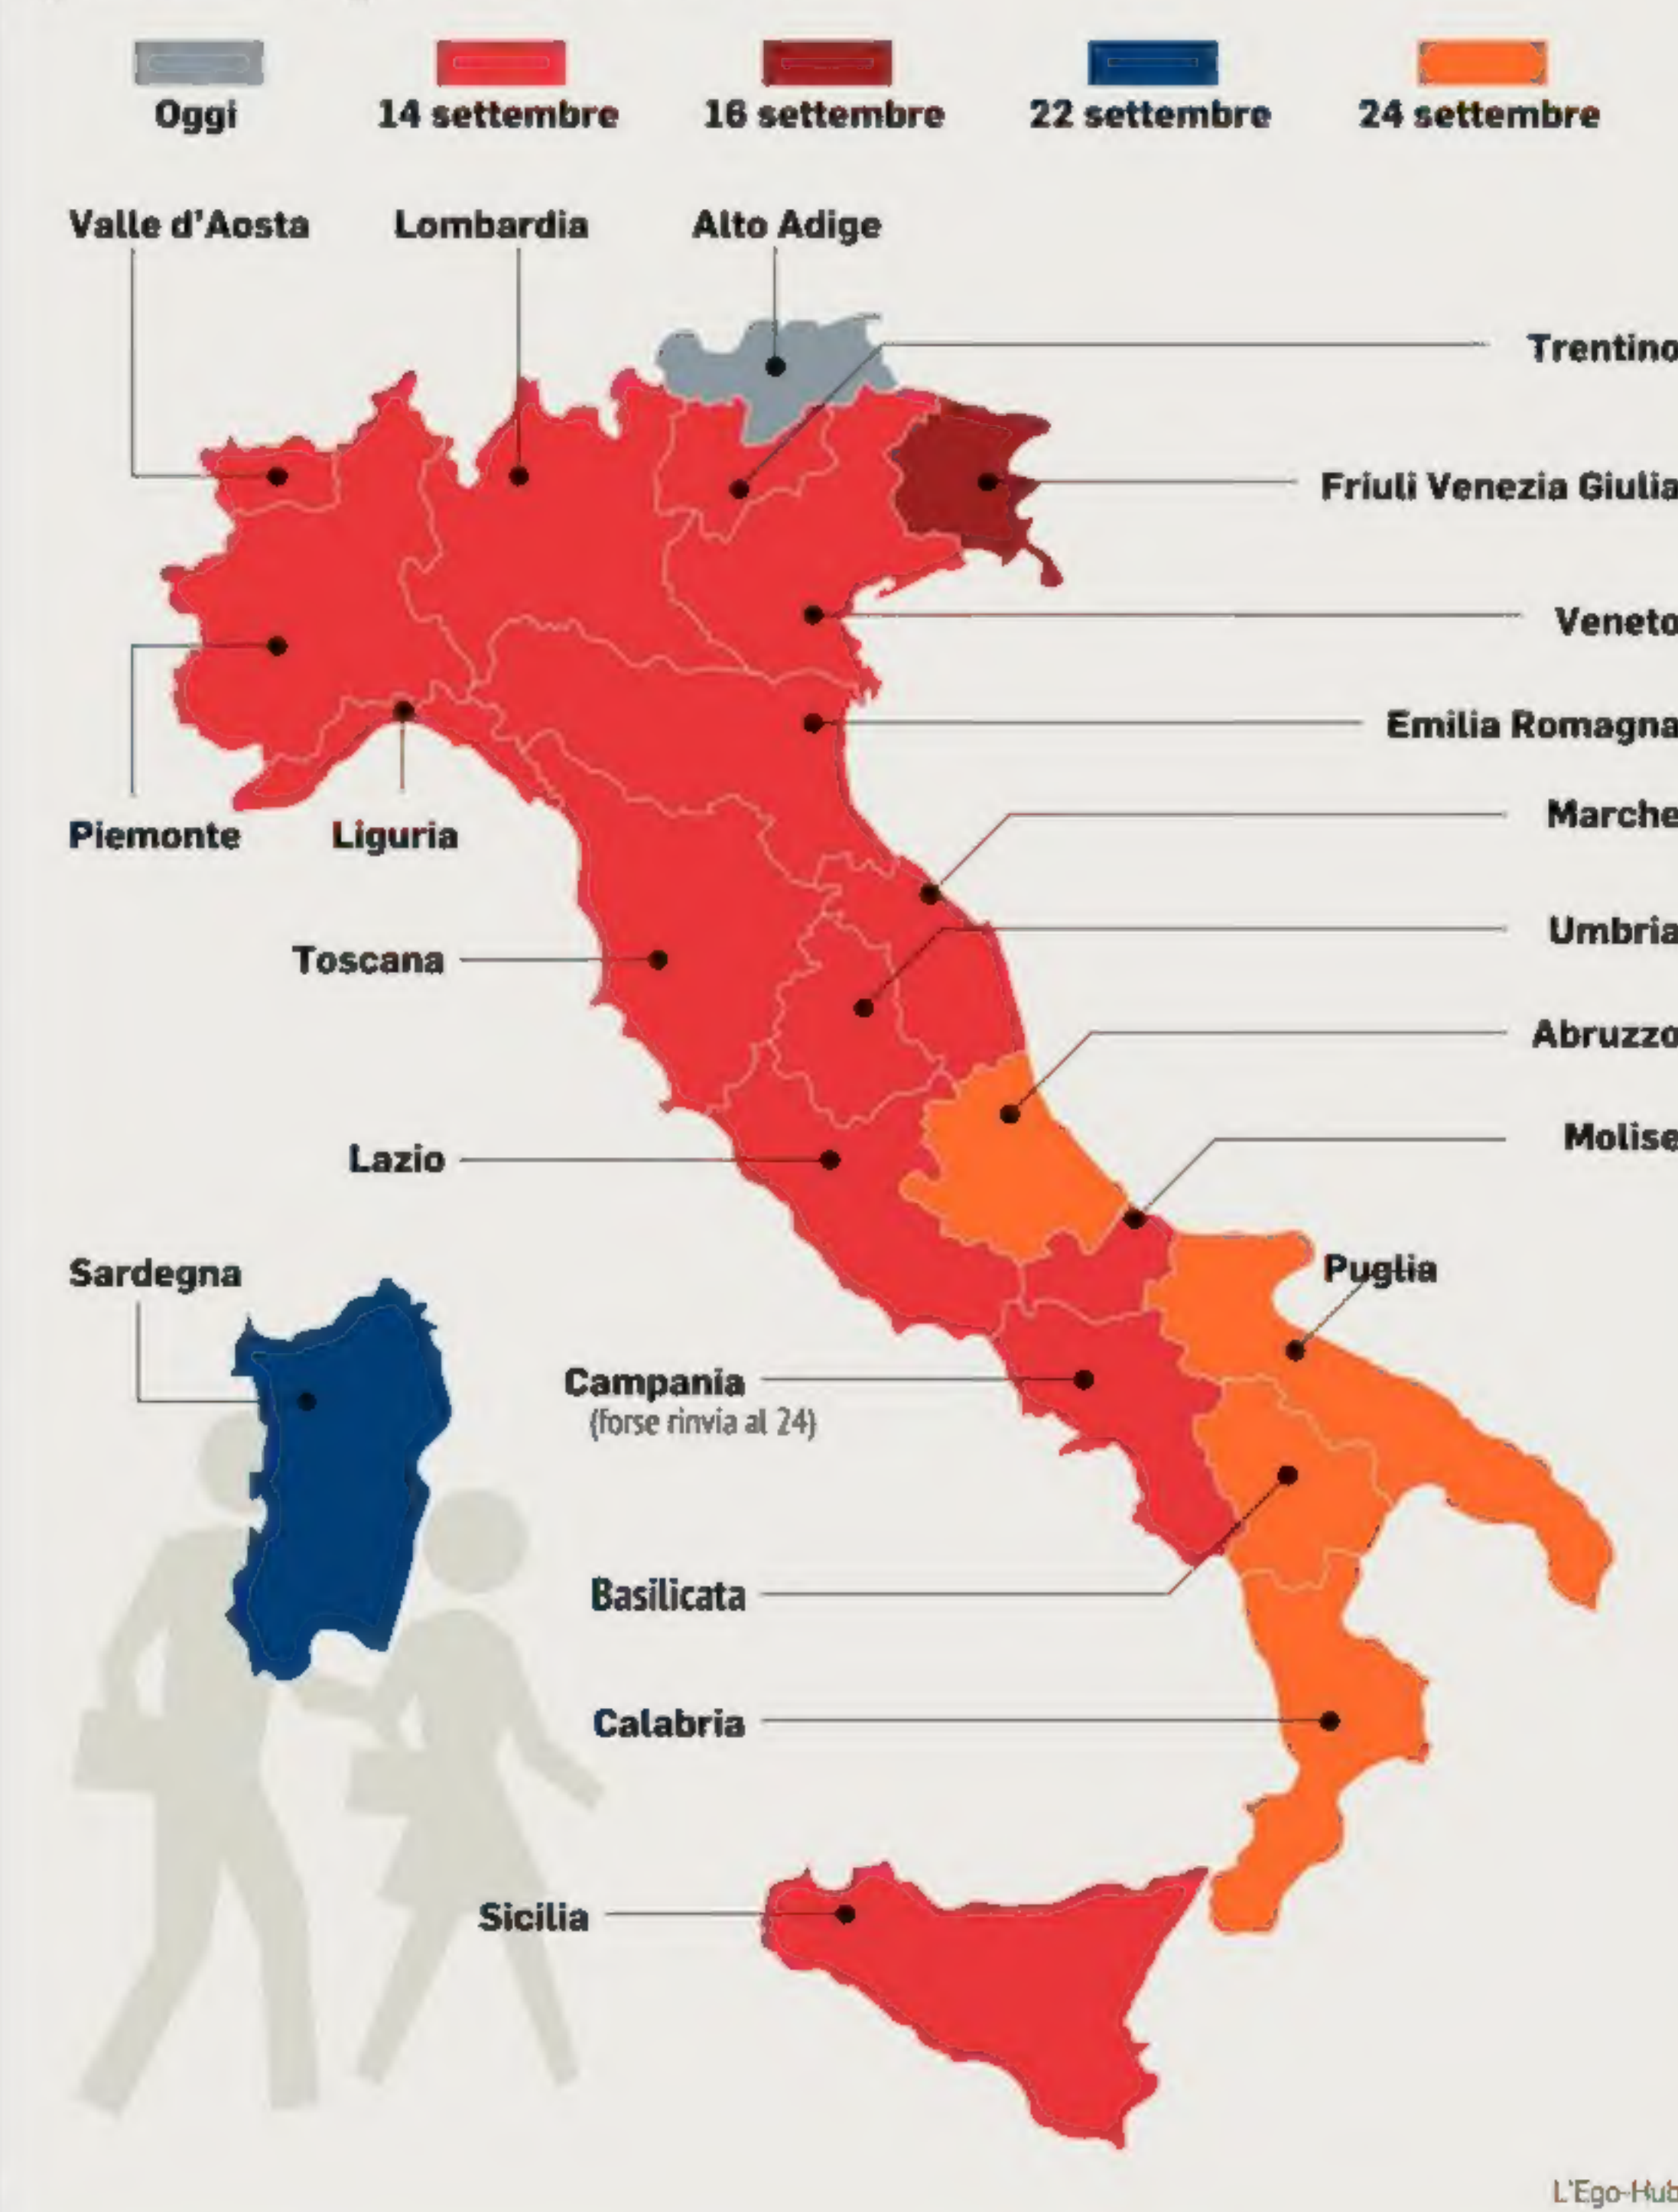 Oggi
14 settembre
16 settembre
22 settembre
24 settembre
Valle d'Aosta
Lombardia
Alto Adige
Trentino
Friuli Venezia Giulia
Veneto
Emilia Romagna
Marche
Piemonte
Liguria
Umbria
Toscana
Abruzzo
Molise
Lazio
Sardegna
Puglia
Campania
(forse rinvia al 24)
Basilicata
Calabria
Sicilia
L'Ego-Hub